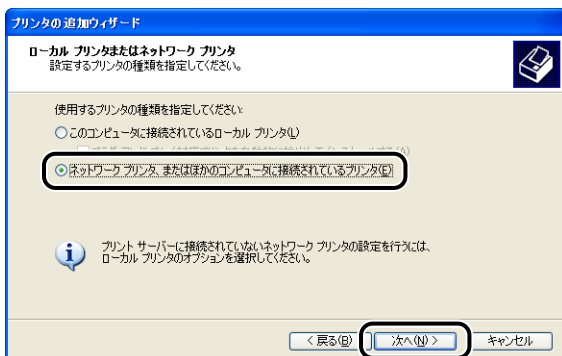 プリンタの追加ウィザード
ローカル プリンタまたはネットワーク プリンタ
設定するプリンタの種類を指定してください。
使用するプリンタの種類を指定してください:
このコンピュータに接続されているローカル プリンタ(L)
ネットワーク プリンタ、またはほかのコンピュータに接続されているプリンタ(E)
プリント サーバーに接続されていないネットワーク プリンタの設定を行うには、
ローカル プリンタのオプションを選択してください。
< 戻る(B)
次へ(N) >
キャンセル